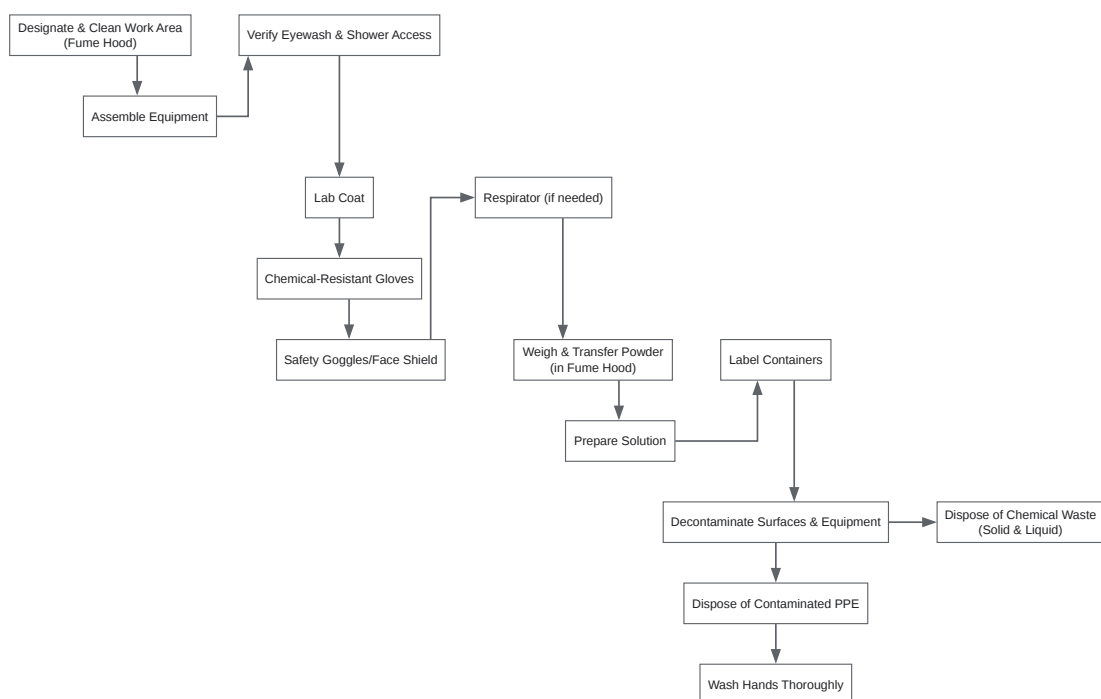 Designate & Clean Work Area
(Fume Hood)
Verify Eyewash & Shower Access
Assemble Equipment
Lab Coat
Respirator (if needed)
Chemical-Resistant Gloves
Safety Goggles/Face Shield
Weigh & Transfer Powder
(in Fume Hood)
Label Containers
Prepare Solution
Decontaminate Surfaces & Equipment
Dispose of Chemical Waste
(Solid & Liquid)
Dispose of Contaminated PPE
Wash Hands Thoroughly